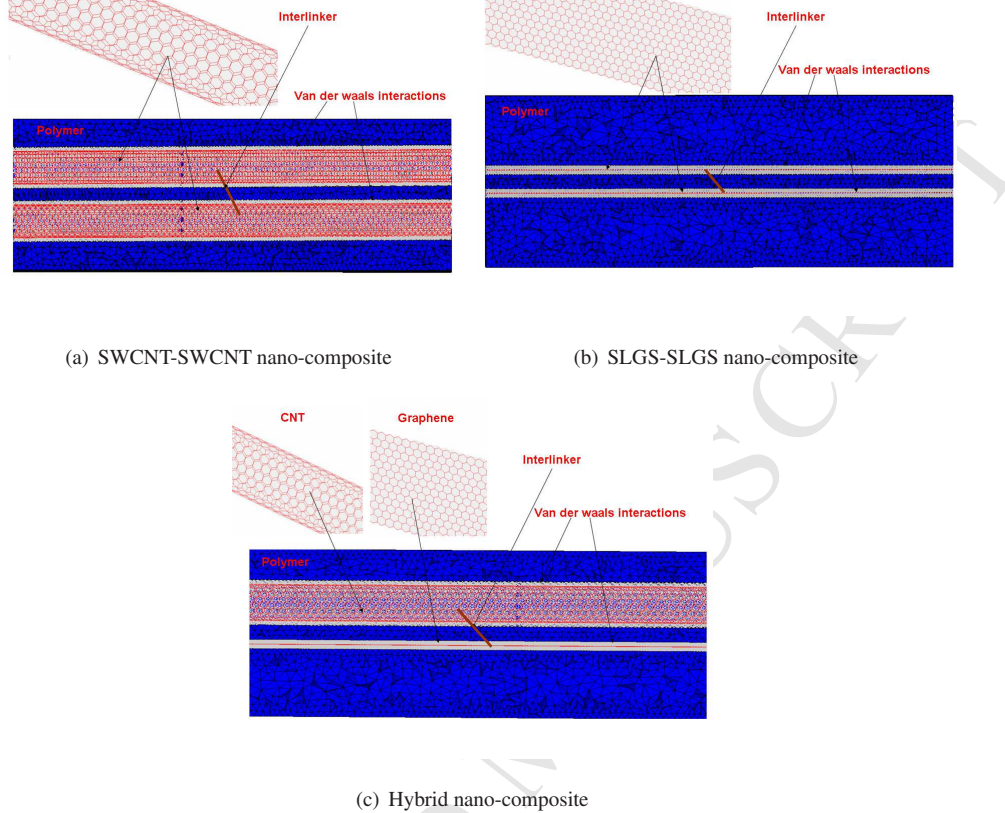 Interlinker
Van der waals interactions
Polymer
(a) SWCNT-SWCNT nano-composite
Interlinker
Van der waals interactions
Polymer
(b) SLGS-SLGS nano-composite
CNT
Graphene
Interlinker
Van der waals interactions
Polymer
(c) Hybrid nano-composite